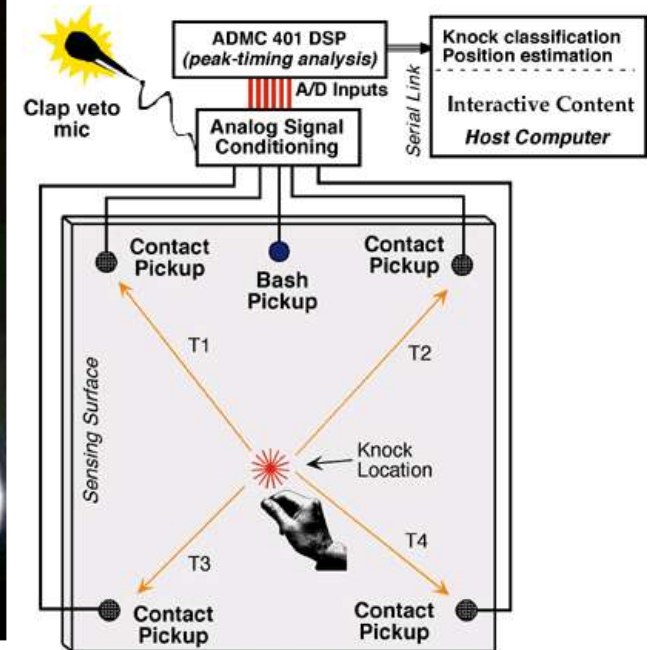 ADMC 401 DSP
(peak-timing analysis)
Knock classification
Position estimation
Clap veto
mic
A/D Inputs
Serial Link
Interactive Content
Host Computer
Analog Signal
Conditioning
Contact
Pickup
Bash
Pickup
Contact
Pickup
T1
T2
Sensing Surface
Knock
Location
T3
T4
Contact
Pickup
Contact
Pickup